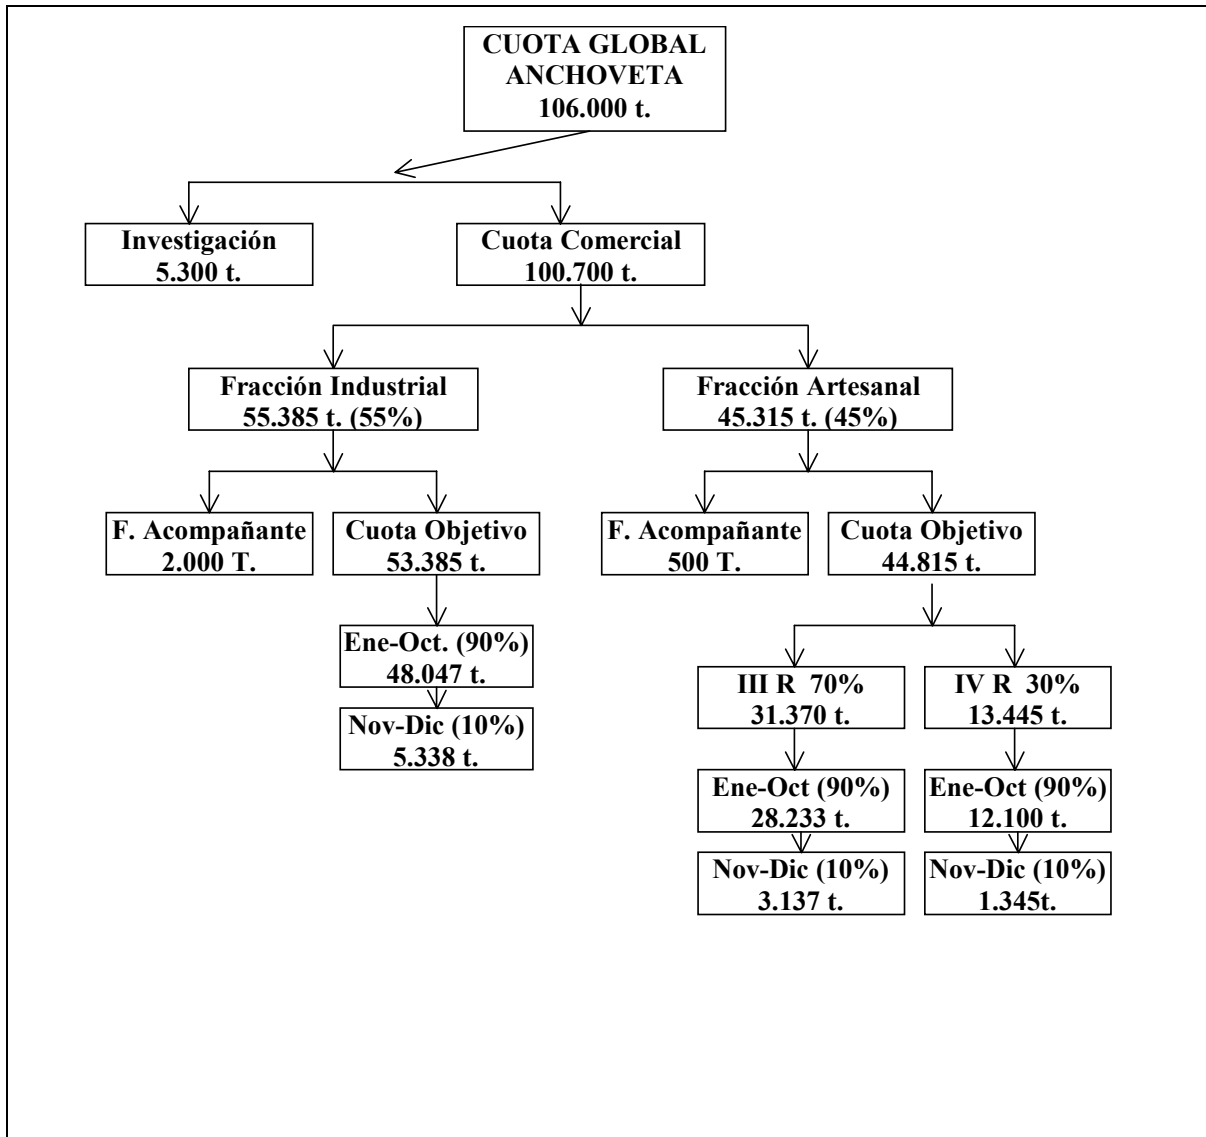 CUOTA GLOBAL
ANCHOVETA
106.000 t.
Investigación
5.300 t.
Cuota Comercial
100.700 t.
Fracción Industrial
55.385 t. (55%)
Fracción Artesanal
45.315 t. (45%)
F. Acompañante
2.000 T.
Cuota Objetivo
53.385 t.
F. Acompañante
500 T.
Cuota Objetivo
44.815 t.
Ene-Oct. (90%)
48.047 t.
Nov-Dic (10%)
5.338 t.
III R 70%
31.370 t.
IV R 30%
13.445 t.
Ene-Oct (90%)
28.233 t.
Ene-Oct (90%)
12.100 t.
Nov-Dic (10%)
3.137 t.
Nov-Dic (10%)
1.345t.